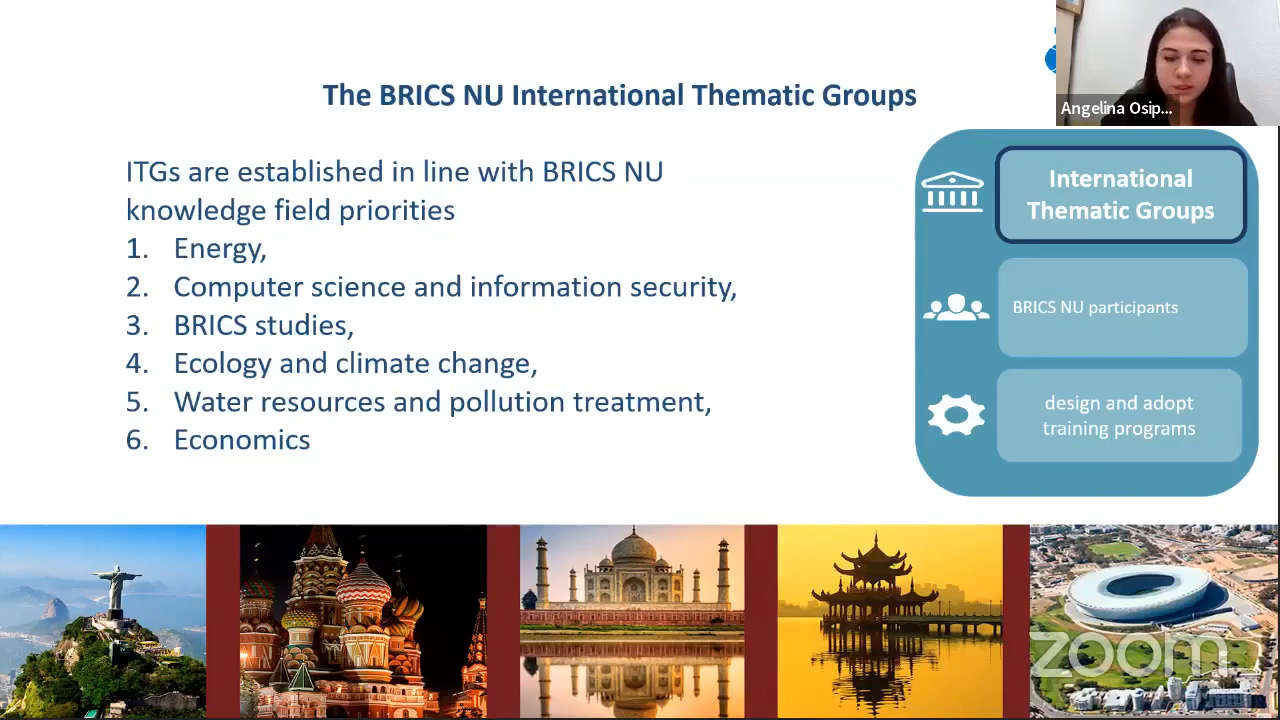 The BRICS NU International Thematic Groups
Angelina Osip...
ITGs are established in line with BRICS NU
knowledge field priorities
1. Energy,
2. Computer science and information security,
3. BRICS studies,
4. Ecology and climate change,
5. Water resources and pollution treatment,
6. Economics
International
Thematic Groups
BRICS NU participants
design and adopt
training programs
zoom